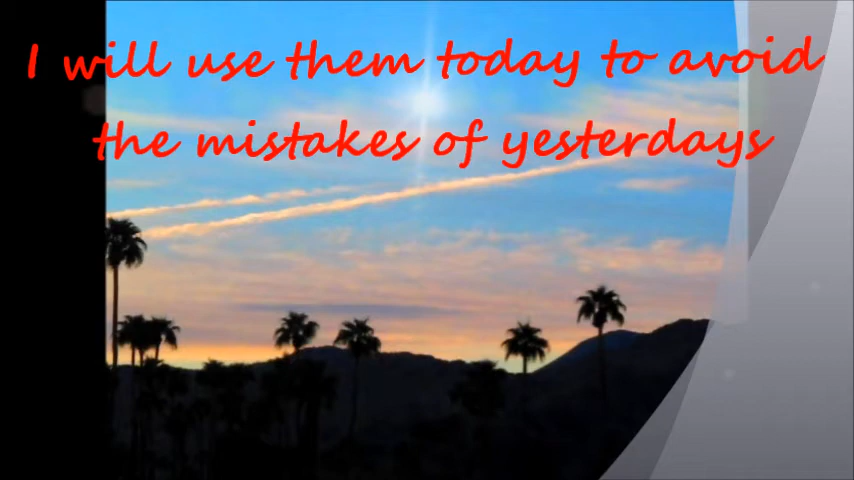 I will use them today to avoid
the mistakes of yesterdays